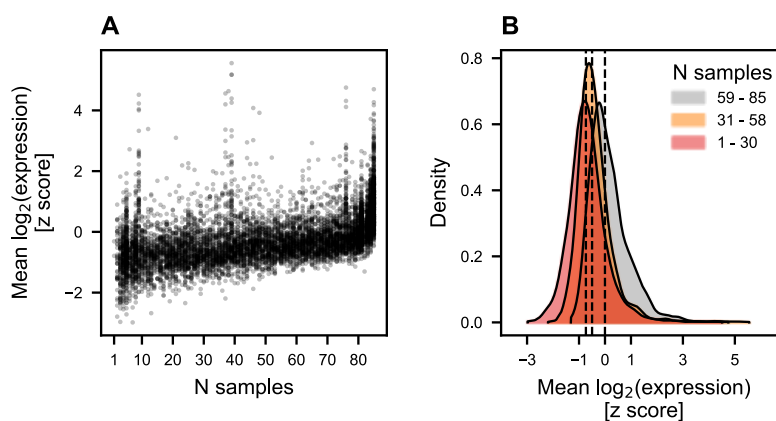 A
Mean log₂(expression)
[z score]
4
2
0
−2
1 10 20 30 40 50 60 70 80
N samples
B
N samples
59 - 85
31 - 58
1 - 30
Density
0.8
0.6
0.4
0.2
0.0
−3 −1 0 1 3 5
Mean log₂(expression)
[z score]